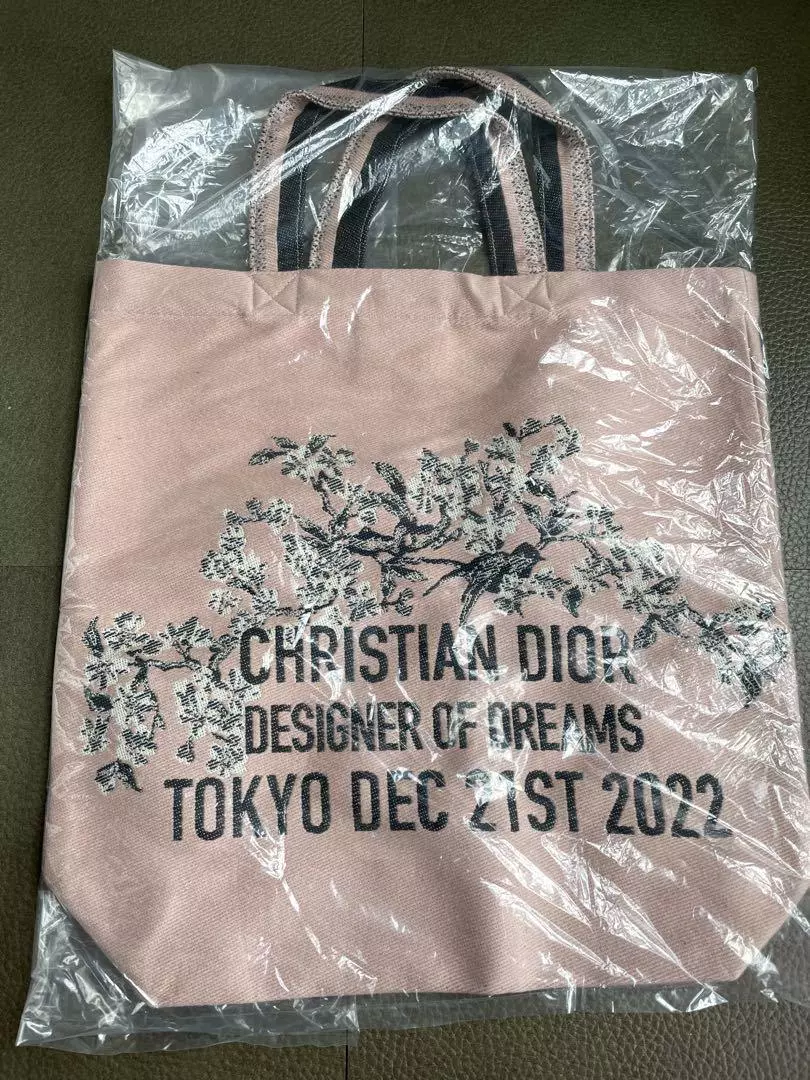 CHRISTIAN DIOR
DESIGNER OF DREAMS
TOKYO DEC 21ST 2022